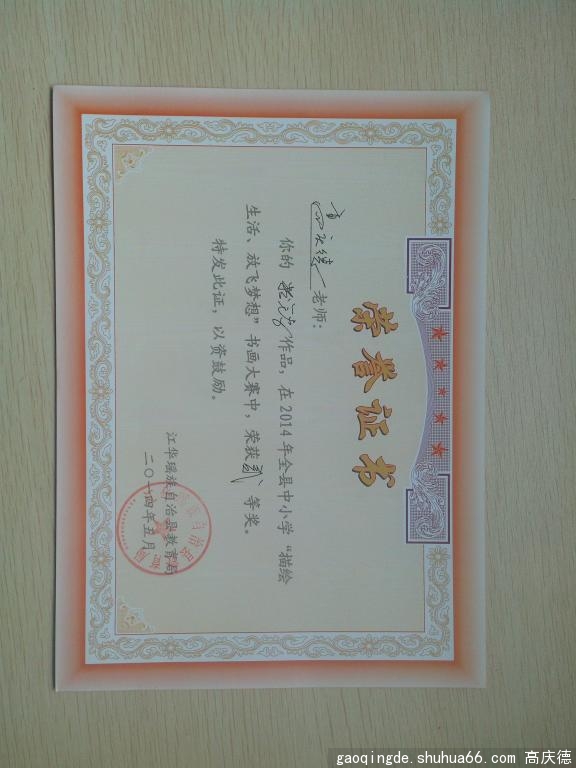 荣誉证书
高庆德老师：
你的 作品，在2014年全县中小学“描绘
生活、放飞梦想”书画大赛中，荣获贰等奖。
特发此证，以资鼓励。
江华瑶族自治县教育局
二〇一四年五月
gaoqingde.shuhua66.com 高庆德